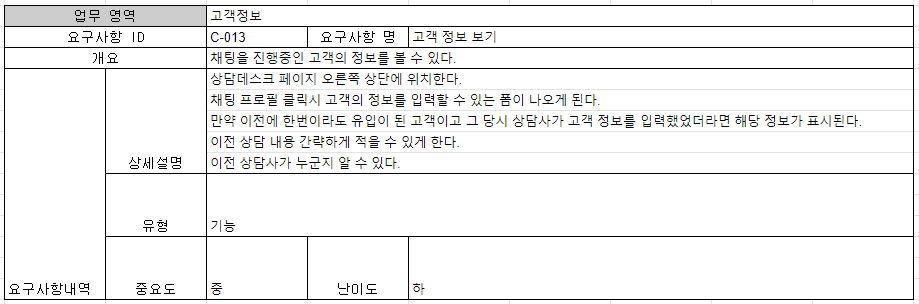 업무 영역 고객정보
요구사항 ID C-013 요구사항 명 고객 정보 보기
개요 채팅을 진행중인 고객의 정보를 볼 수 있다.
상담데스크 페이지 오른쪽 상단에 위치한다.
채팅 프로필 클릭시 고객의 정보를 입력할 수 있는 폼이 나오게 된다.
만약 이전에 한번이라도 유입이 된 고객이고 그 당시 상담사가 고객 정보를 입력했었더라면 해당 정보가 표시된다.
이전 상담 내용 간략하게 적을 수 있게 한다.
상세설명 이전 상담사가 누군지 알 수 있다.
유형 기능
요구사항내역 중요도 중 난이도 하